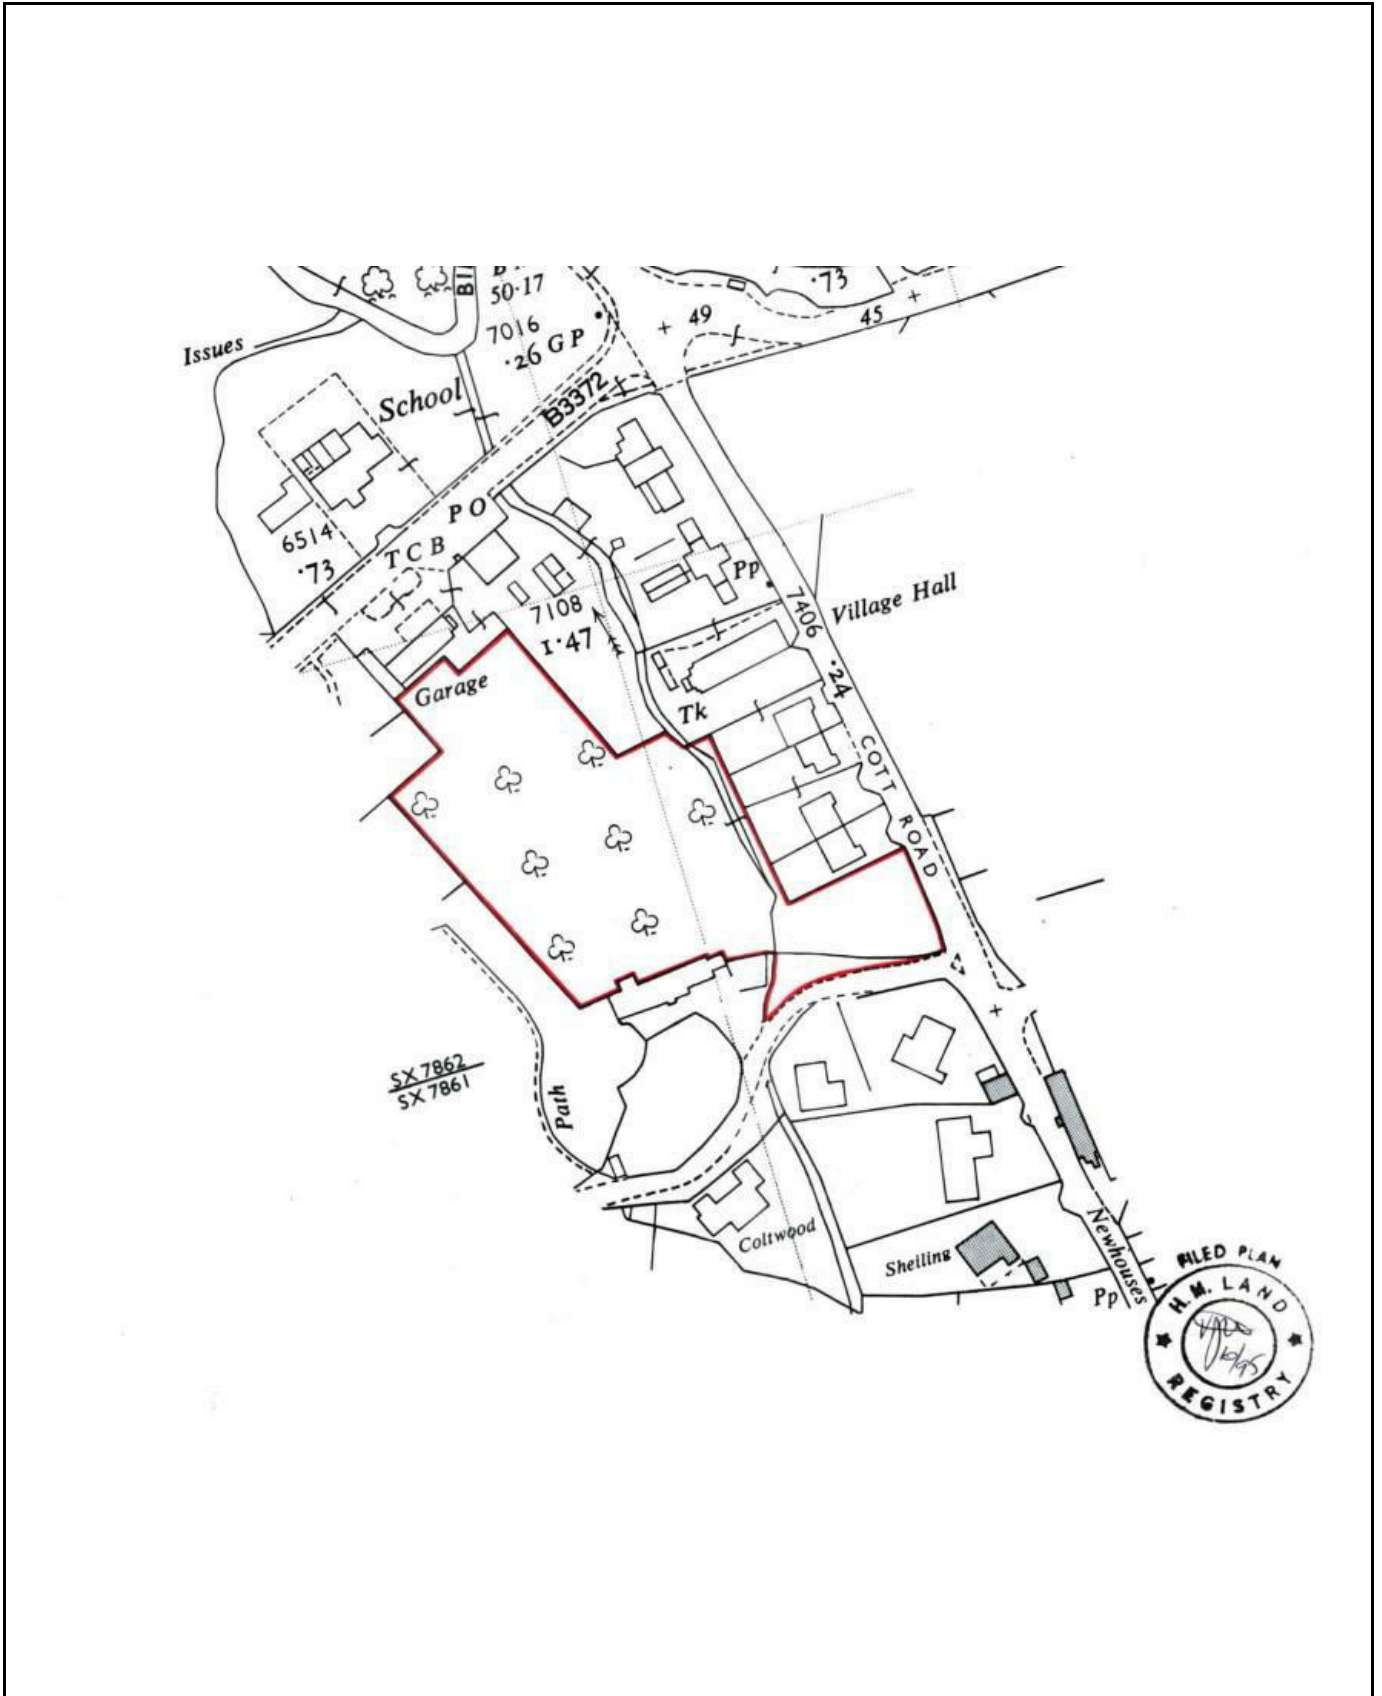 50·17
·73
7016
·26 GP
49
45
Issues
School
B3372
PO
TCB
6514
·73
7108
1·47
Pp
7406
·24
Village Hall
Garage
Tk
COTT ROAD
SX 7862
SX 7861
Path
Coltwood
Sheiling
Newhouses
Pp
FILED PLAN
H.M. LAND
REGISTRY